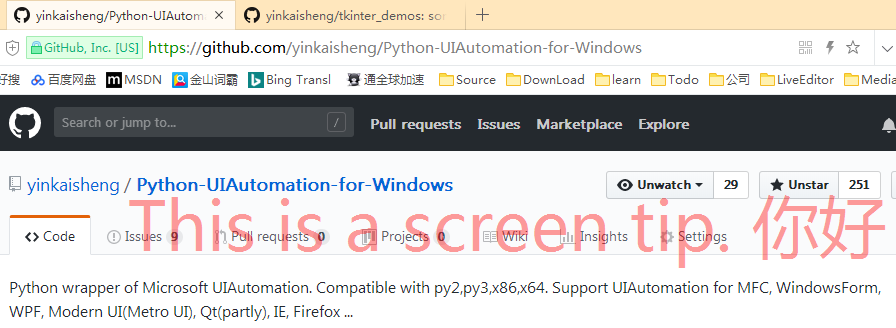 yinkaisheng/Python-UIAutom
yinkaisheng/tkinter_demos: sor
GitHub, Inc. [US] https://github.com/yinkaisheng/Python-UIAutomation-for-Windows
好搜 百度网盘 MSDN 金山词霸 Bing Transl 通全球加速 Source DownLoad learn Todo 公司 LiveEditor Media
Search or jump to... / Pull requests Issues Marketplace Explore
yinkaisheng / Python-UIAutomation-for-Windows Unwatch 29 Unstar 251
This is a screen tip. 你好
Code Issues 9 Pull requests 0 Projects 0 Wiki Insights Settings
Python wrapper of Microsoft UIAutomation. Compatible with py2,py3,x86,x64. Support UIAutomation for MFC, WindowsForm,
WPF, Modern UI(Metro UI), Qt(partly), IE, Firefox ...